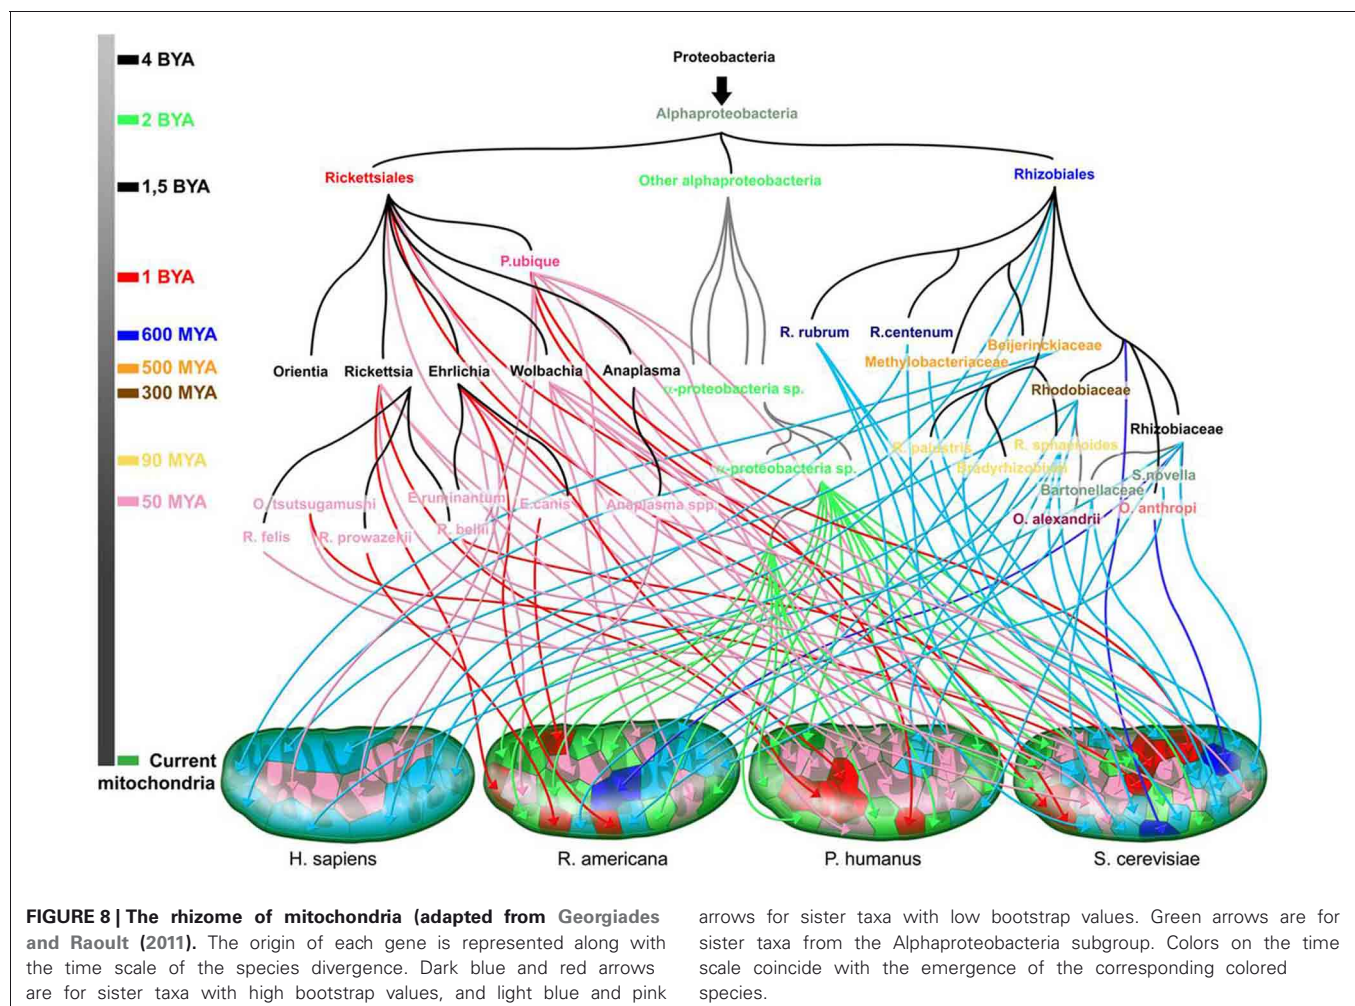 Proteobacteria
4 BYA
Alphaproteobacteria
2 BYA
Rickettsiales
Other alphaproteobacteria
Rhizobiales
1,5 BYA
P.ubique
1 BYA
R. rubrum
R.centenum
600 MYA
Beijerinckiaceae
Methylobacteriaceae
Orientia
Rickettsia
Ehrlichia
Wolbachia
Anaplasma
500 MYA
α-proteobacteria sp.
Rhodobiaceae
300 MYA
Rhizobiaceae
R. palustris
R. sphaeroides
90 MYA
α-proteobacteria sp.
Bradyrhizobium
S.novella
Bartonellaceae
50 MYA
O. tsutsugamushi
E.ruminantum
E.canis
Anaplasma spp.
O. anthropi
O. alexandrii
R. felis
R. prowazekii
R. bellii
Current
mitochondria
H. sapiens
R. americana
P. humanus
S. cerevisiae
FIGURE 8 | The rhizome of mitochondria (adapted from Georgiades
and Raoult (2011). The origin of each gene is represented along with
the time scale of the species divergence. Dark blue and red arrows
are for sister taxa with high bootstrap values, and light blue and pink
arrows for sister taxa with low bootstrap values. Green arrows are for
sister taxa from the Alphaproteobacteria subgroup. Colors on the time
scale coincide with the emergence of the corresponding colored
species.